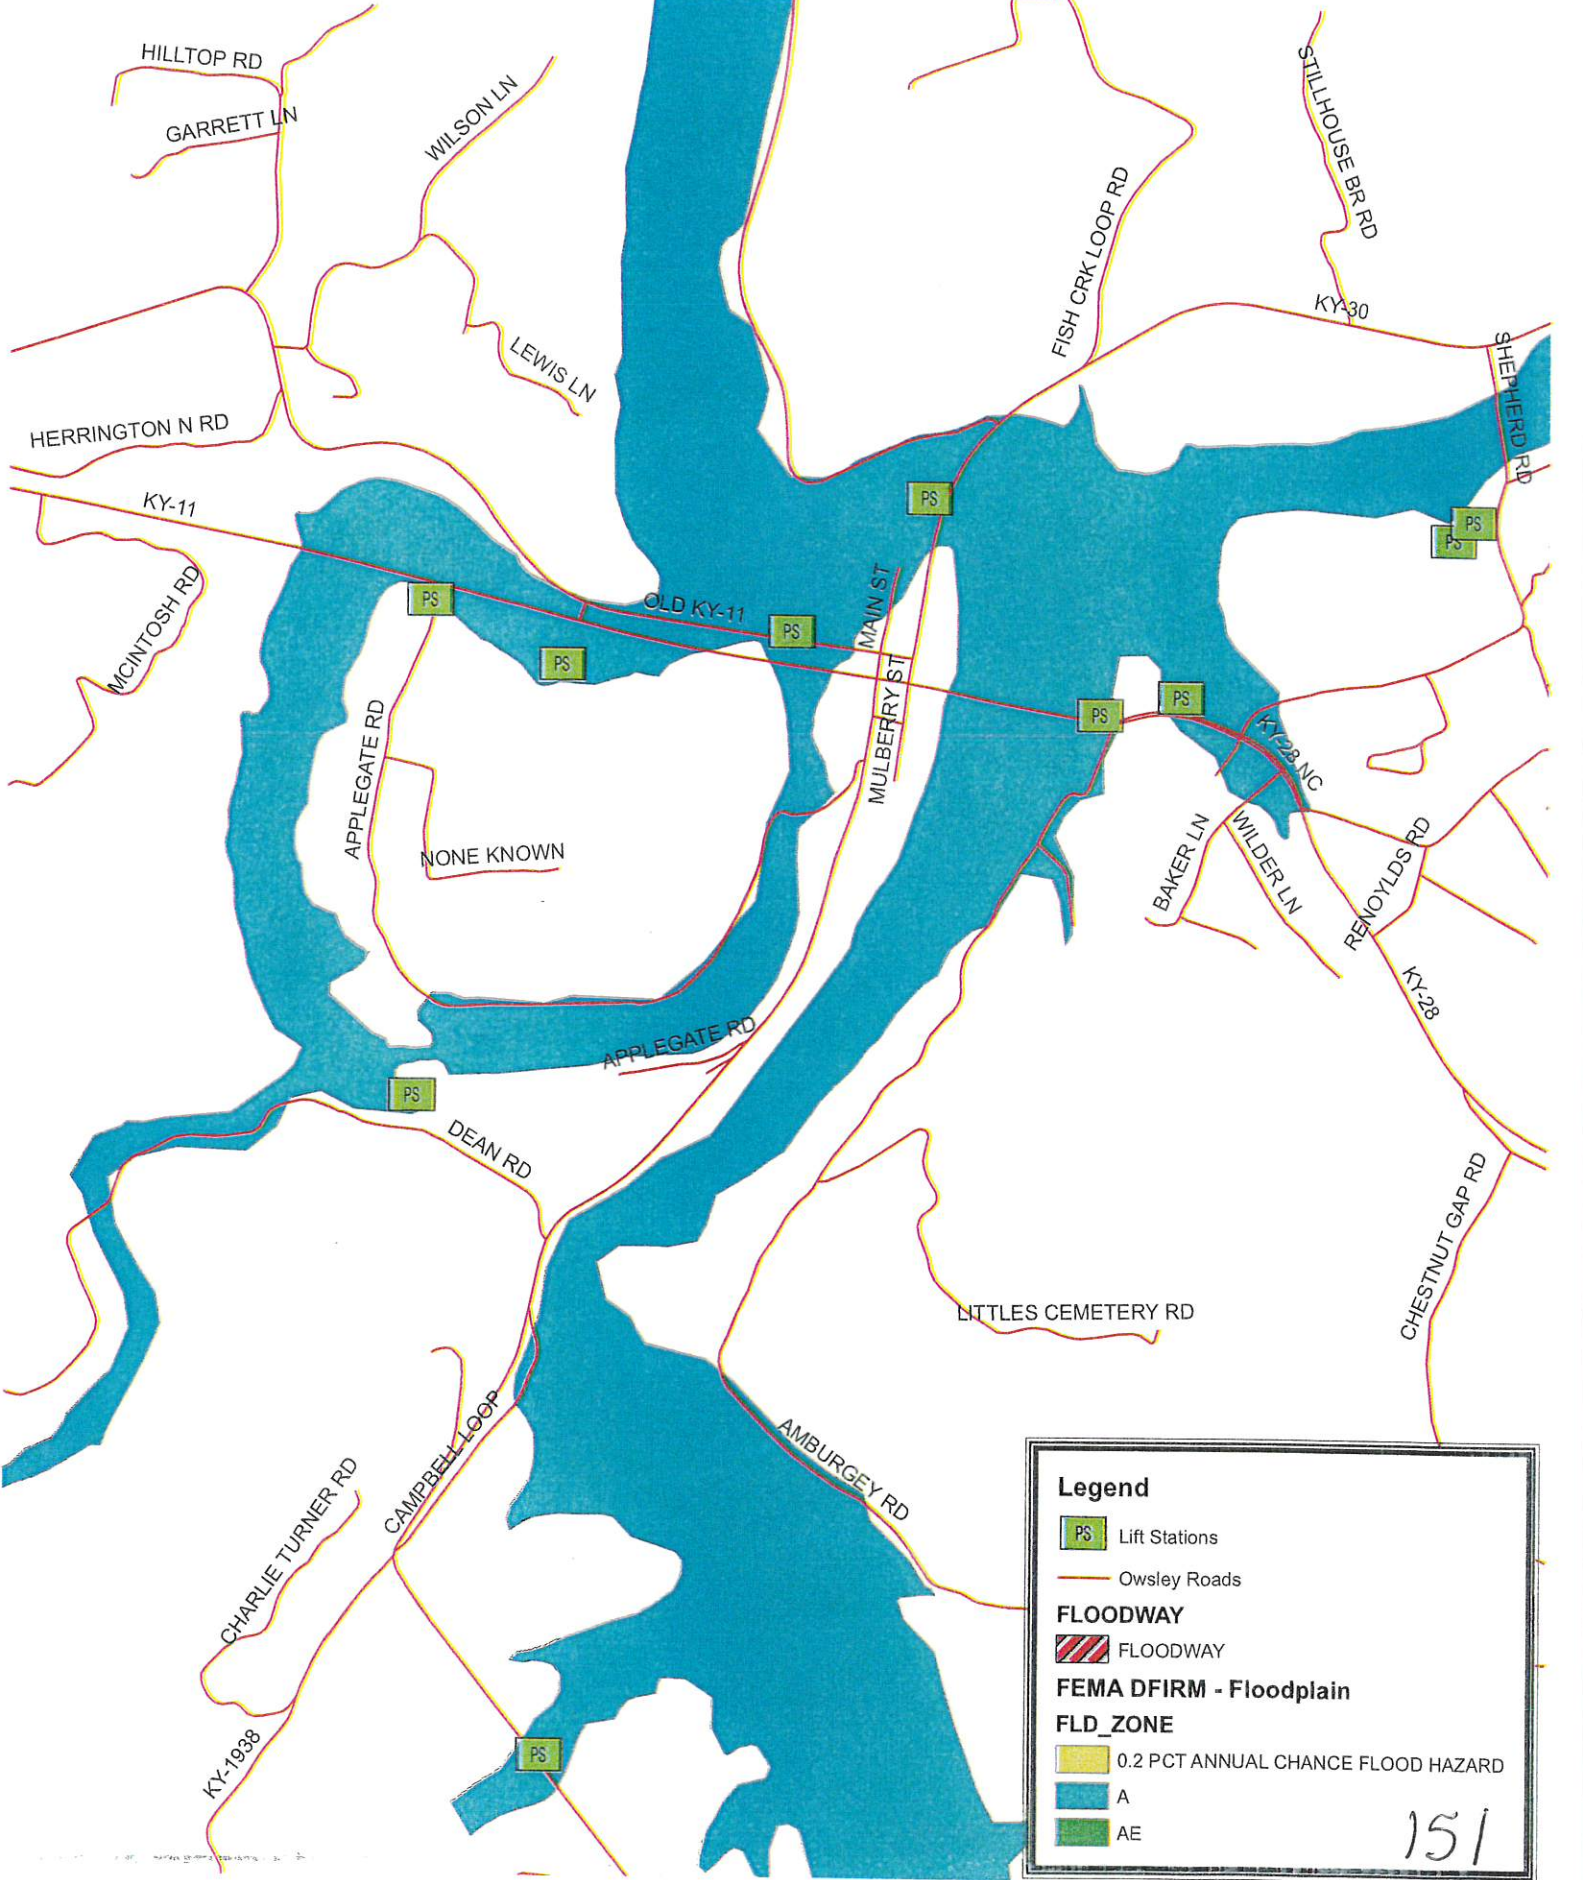 HILLTOP RD
GARRETT LN
WILSON LN
STILLHOUSE BR RD
FISH CRK LOOP RD
KY-30
SHEPHERD RD
LEWIS LN
HERRINGTON N RD
KY-11
PS
PS
PS
MCINTOSH RD
PS
OLD KY-11
PS
MAIN ST
PS
MULBERRY ST
PS
PS
KY-28 NC
APPLEGATE RD
NONE KNOWN
BAKER LN
WILDER LN
RENOYLDS RD
KY-28
APPLEGATE RD
PS
DEAN RD
CHESTNUT GAP RD
LITTLES CEMETERY RD
CAMPBELL LOOP
AMBURGEY RD
CHARLIE TURNER RD
KY-1938
PS
Legend
PS Lift Stations
Owsley Roads
FLOODWAY
FLOODWAY
FEMA DFIRM - Floodplain
FLD_ZONE
0.2 PCT ANNUAL CHANCE FLOOD HAZARD
A
AE
151